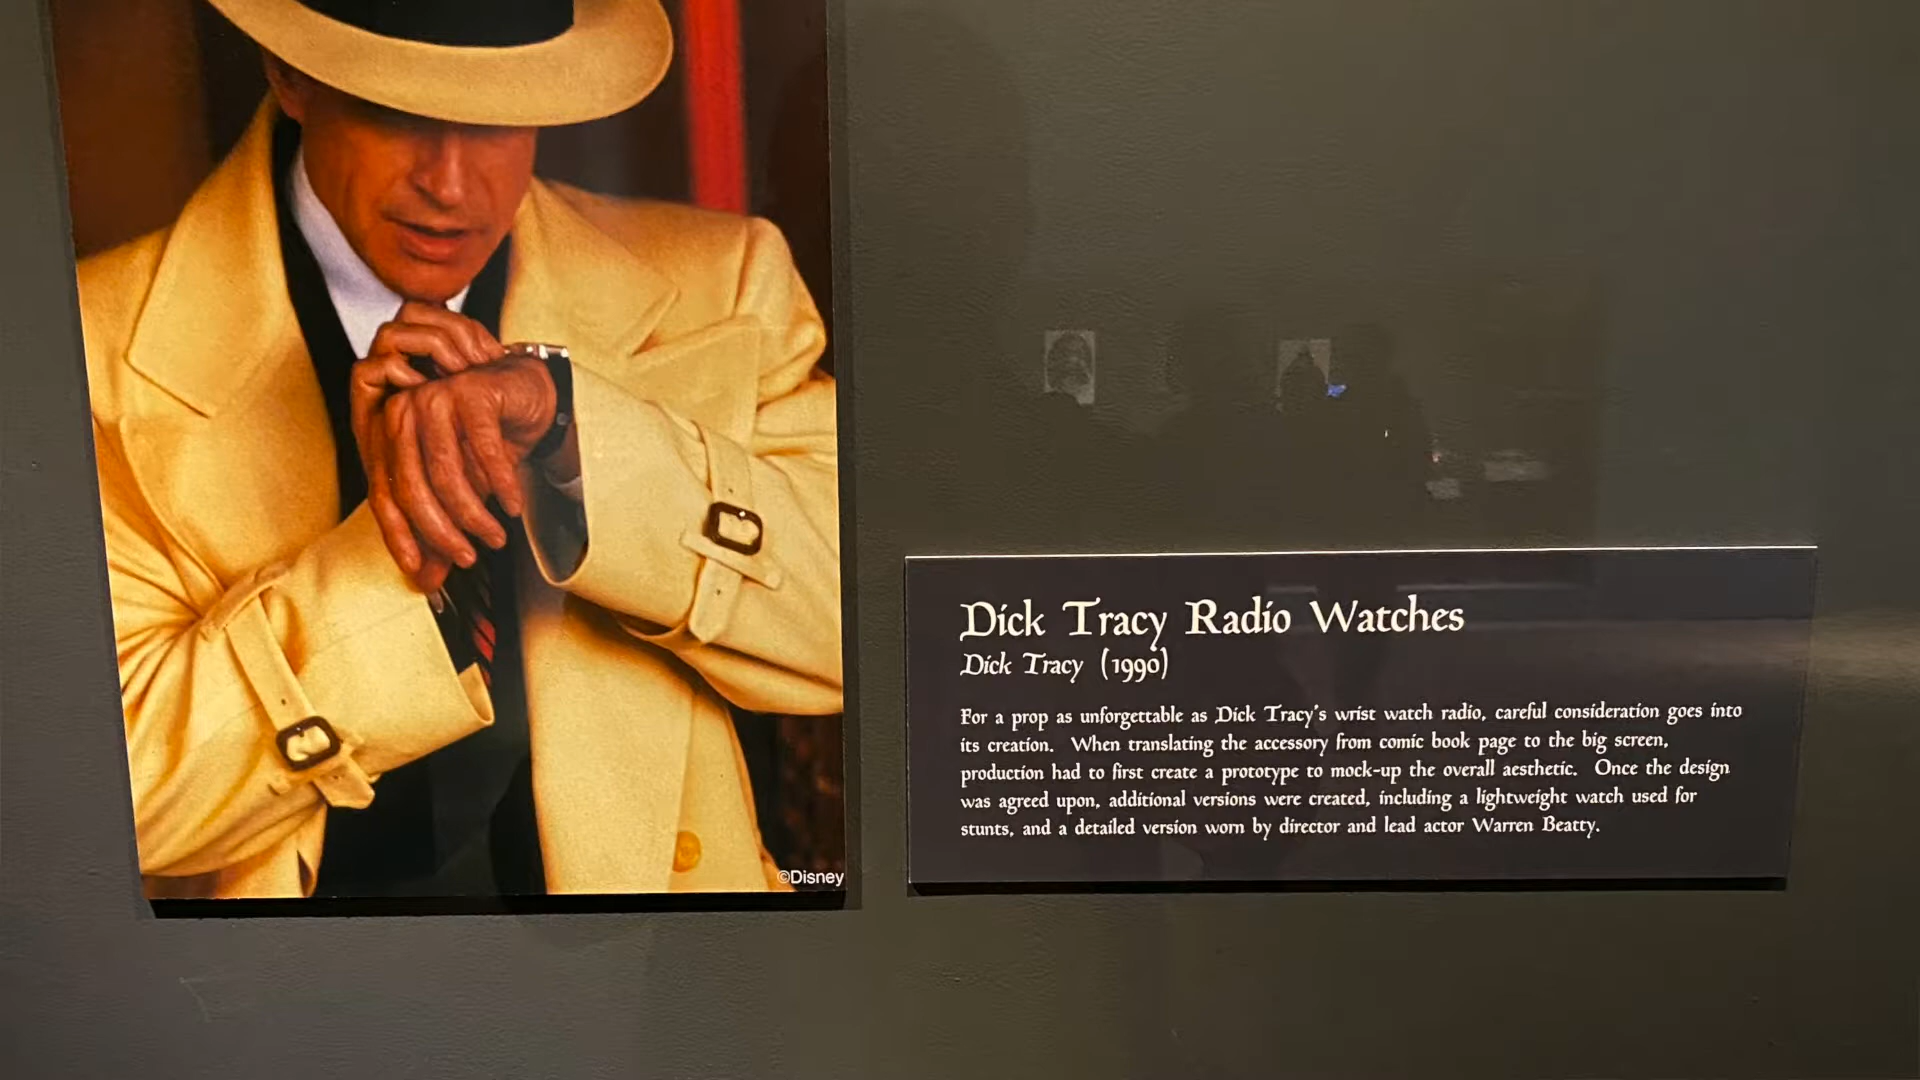 Dick Tracy Radio Watches
Dick Tracy (1990)
For a prop as unforgettable as Dick Tracy's wrist watch radio, careful consideration goes into
its creation.  When translating the accessory from comic book page to the big screen,
production had to first create a prototype to mock-up the overall aesthetic.  Once the design
was agreed upon, additional versions were created, including a lightweight watch used for
stunts, and a detailed version worn by director and lead actor Warren Beatty.
©Disney